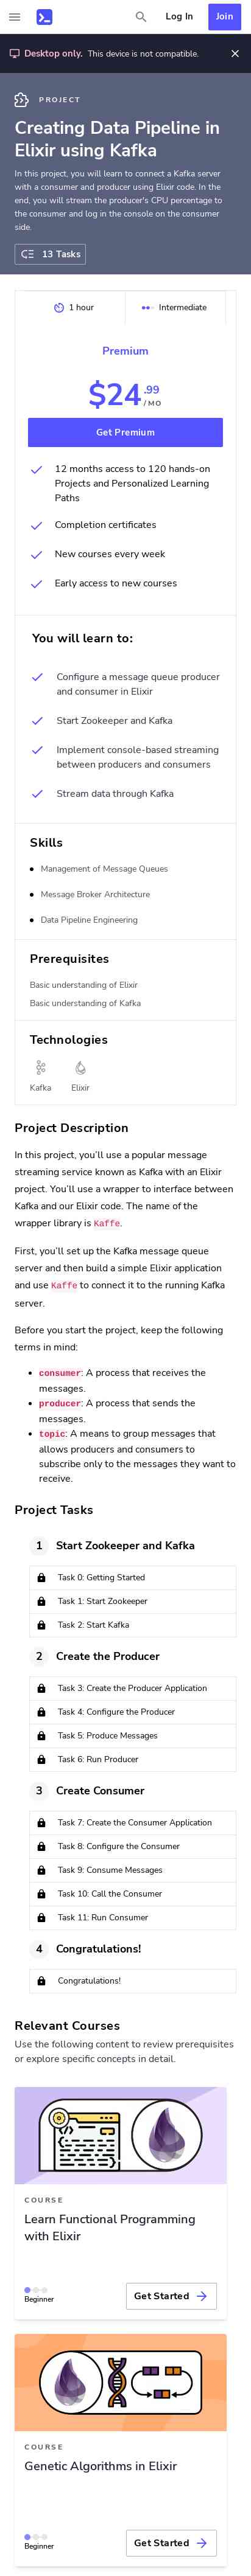 Log In
Join
Desktop only. This device is not compatible.
PROJECT
Creating Data Pipeline in
Elixir using Kafka
In this project, you will learn to connect a Kafka server
with a consumer and producer using Elixir code. In the
end, you will stream the producer's CPU percentage to
the consumer and log in the console on the consumer
side.
13 Tasks
1 hour
Intermediate
Premium
$24.99
/ MO
Get Premium
12 months access to 120 hands-on
Projects and Personalized Learning
Paths
Completion certificates
New courses every week
Early access to new courses
You will learn to:
Configure a message queue producer
and consumer in Elixir
Start Zookeeper and Kafka
Implement console-based streaming
between producers and consumers
Stream data through Kafka
Skills
Management of Message Queues
Message Broker Architecture
Data Pipeline Engineering
Prerequisites
Basic understanding of Elixir
Basic understanding of Kafka
Technologies
Kafka
Elixir
Project Description
In this project, you’ll use a popular message
streaming service known as Kafka with an Elixir
project. You’ll use a wrapper to interface between
Kafka and our Elixir code. The name of the
wrapper library is Kaffe.
First, you’ll set up the Kafka message queue
server and then build a simple Elixir application
and use Kaffe to connect it to the running Kafka
server.
Before you start the project, keep the following
terms in mind:
• consumer: A process that receives the
messages.
• producer: A process that sends the
messages.
• topic: A means to group messages that
allows producers and consumers to
subscribe only to the messages they want to
receive.
Project Tasks
1 Start Zookeeper and Kafka
Task 0: Getting Started
Task 1: Start Zookeeper
Task 2: Start Kafka
2 Create the Producer
Task 3: Create the Producer Application
Task 4: Configure the Producer
Task 5: Produce Messages
Task 6: Run Producer
3 Create Consumer
Task 7: Create the Consumer Application
Task 8: Configure the Consumer
Task 9: Consume Messages
Task 10: Call the Consumer
Task 11: Run Consumer
4 Congratulations!
Congratulations!
Relevant Courses
Use the following content to review prerequisites
or explore specific concepts in detail.
COURSE
Learn Functional Programming
with Elixir
Beginner
Get Started
COURSE
Genetic Algorithms in Elixir
Beginner
Get Started